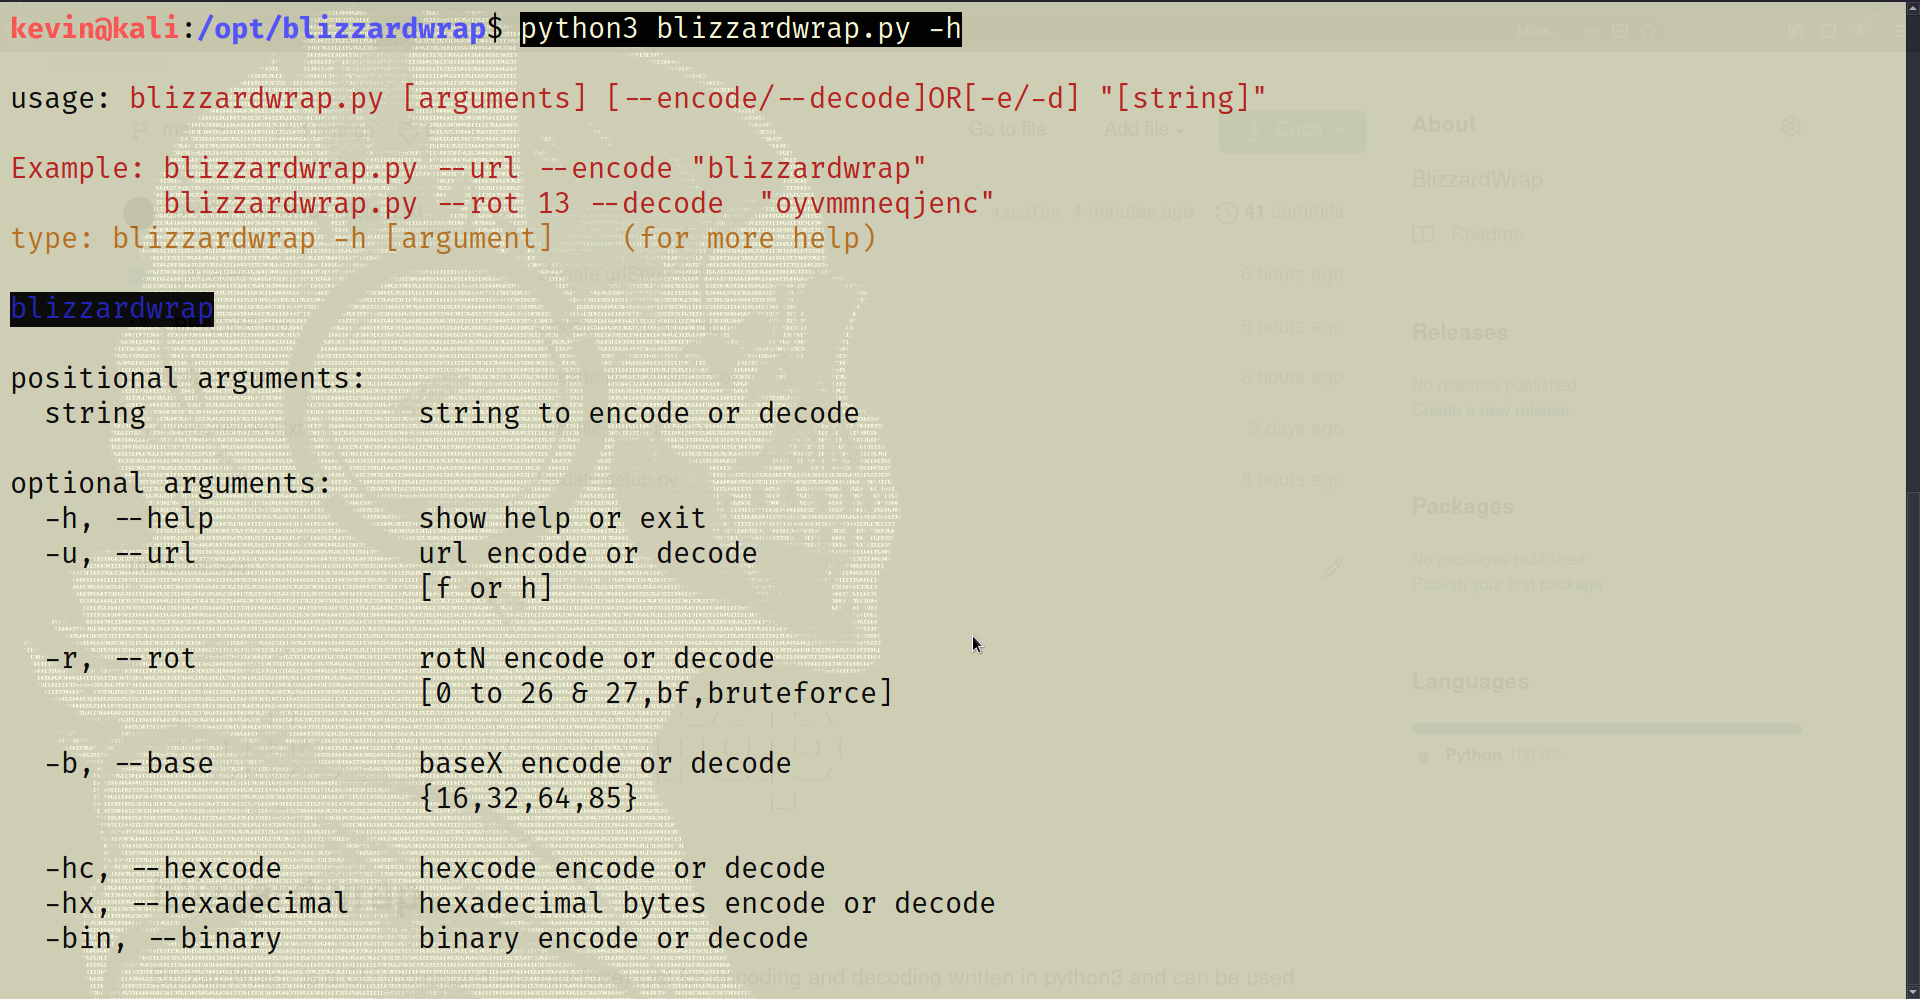 kevin@kali:/opt/blizzardwrap$ python3 blizzardwrap.py -h
140%
usage: blizzardwrap.py [arguments] [--encode/--decode]OR[-e/-d] "[string]"
Go to file Add file Code About
Example: blizzardwrap.py --url --encode "blizzardwrap"
BlizzardWrap
blizzardwrap.py --rot 13 --decode "oyvmmneqjenc"
4ac2f68 4 minutes ago 41 commits
type: blizzardwrap -h [argument] (for more help)
Readme
6 hours ago
blizzardwrap
6 hours ago
Releases
positional arguments:
6 hours ago
No releases published
string string to encode or decode
Create a new release
2 days ago
optional arguments:
setup.py
8 hours ago
Packages
-h, --help show help or exit
-u, --url url encode or decode
No packages published
[f or h]
Publish your first package
-r, --rot rotN encode or decode
Languages
[0 to 26 & 27,bf,bruteforce]
Python 100.0%
-b, --base baseX encode or decode
{16,32,64,85}
-hc, --hexcode hexcode encode or decode
-hx, --hexadecimal hexadecimal bytes encode or decode
-bin, --binary binary encode or decode
coding and decoding written in python3 and can be used